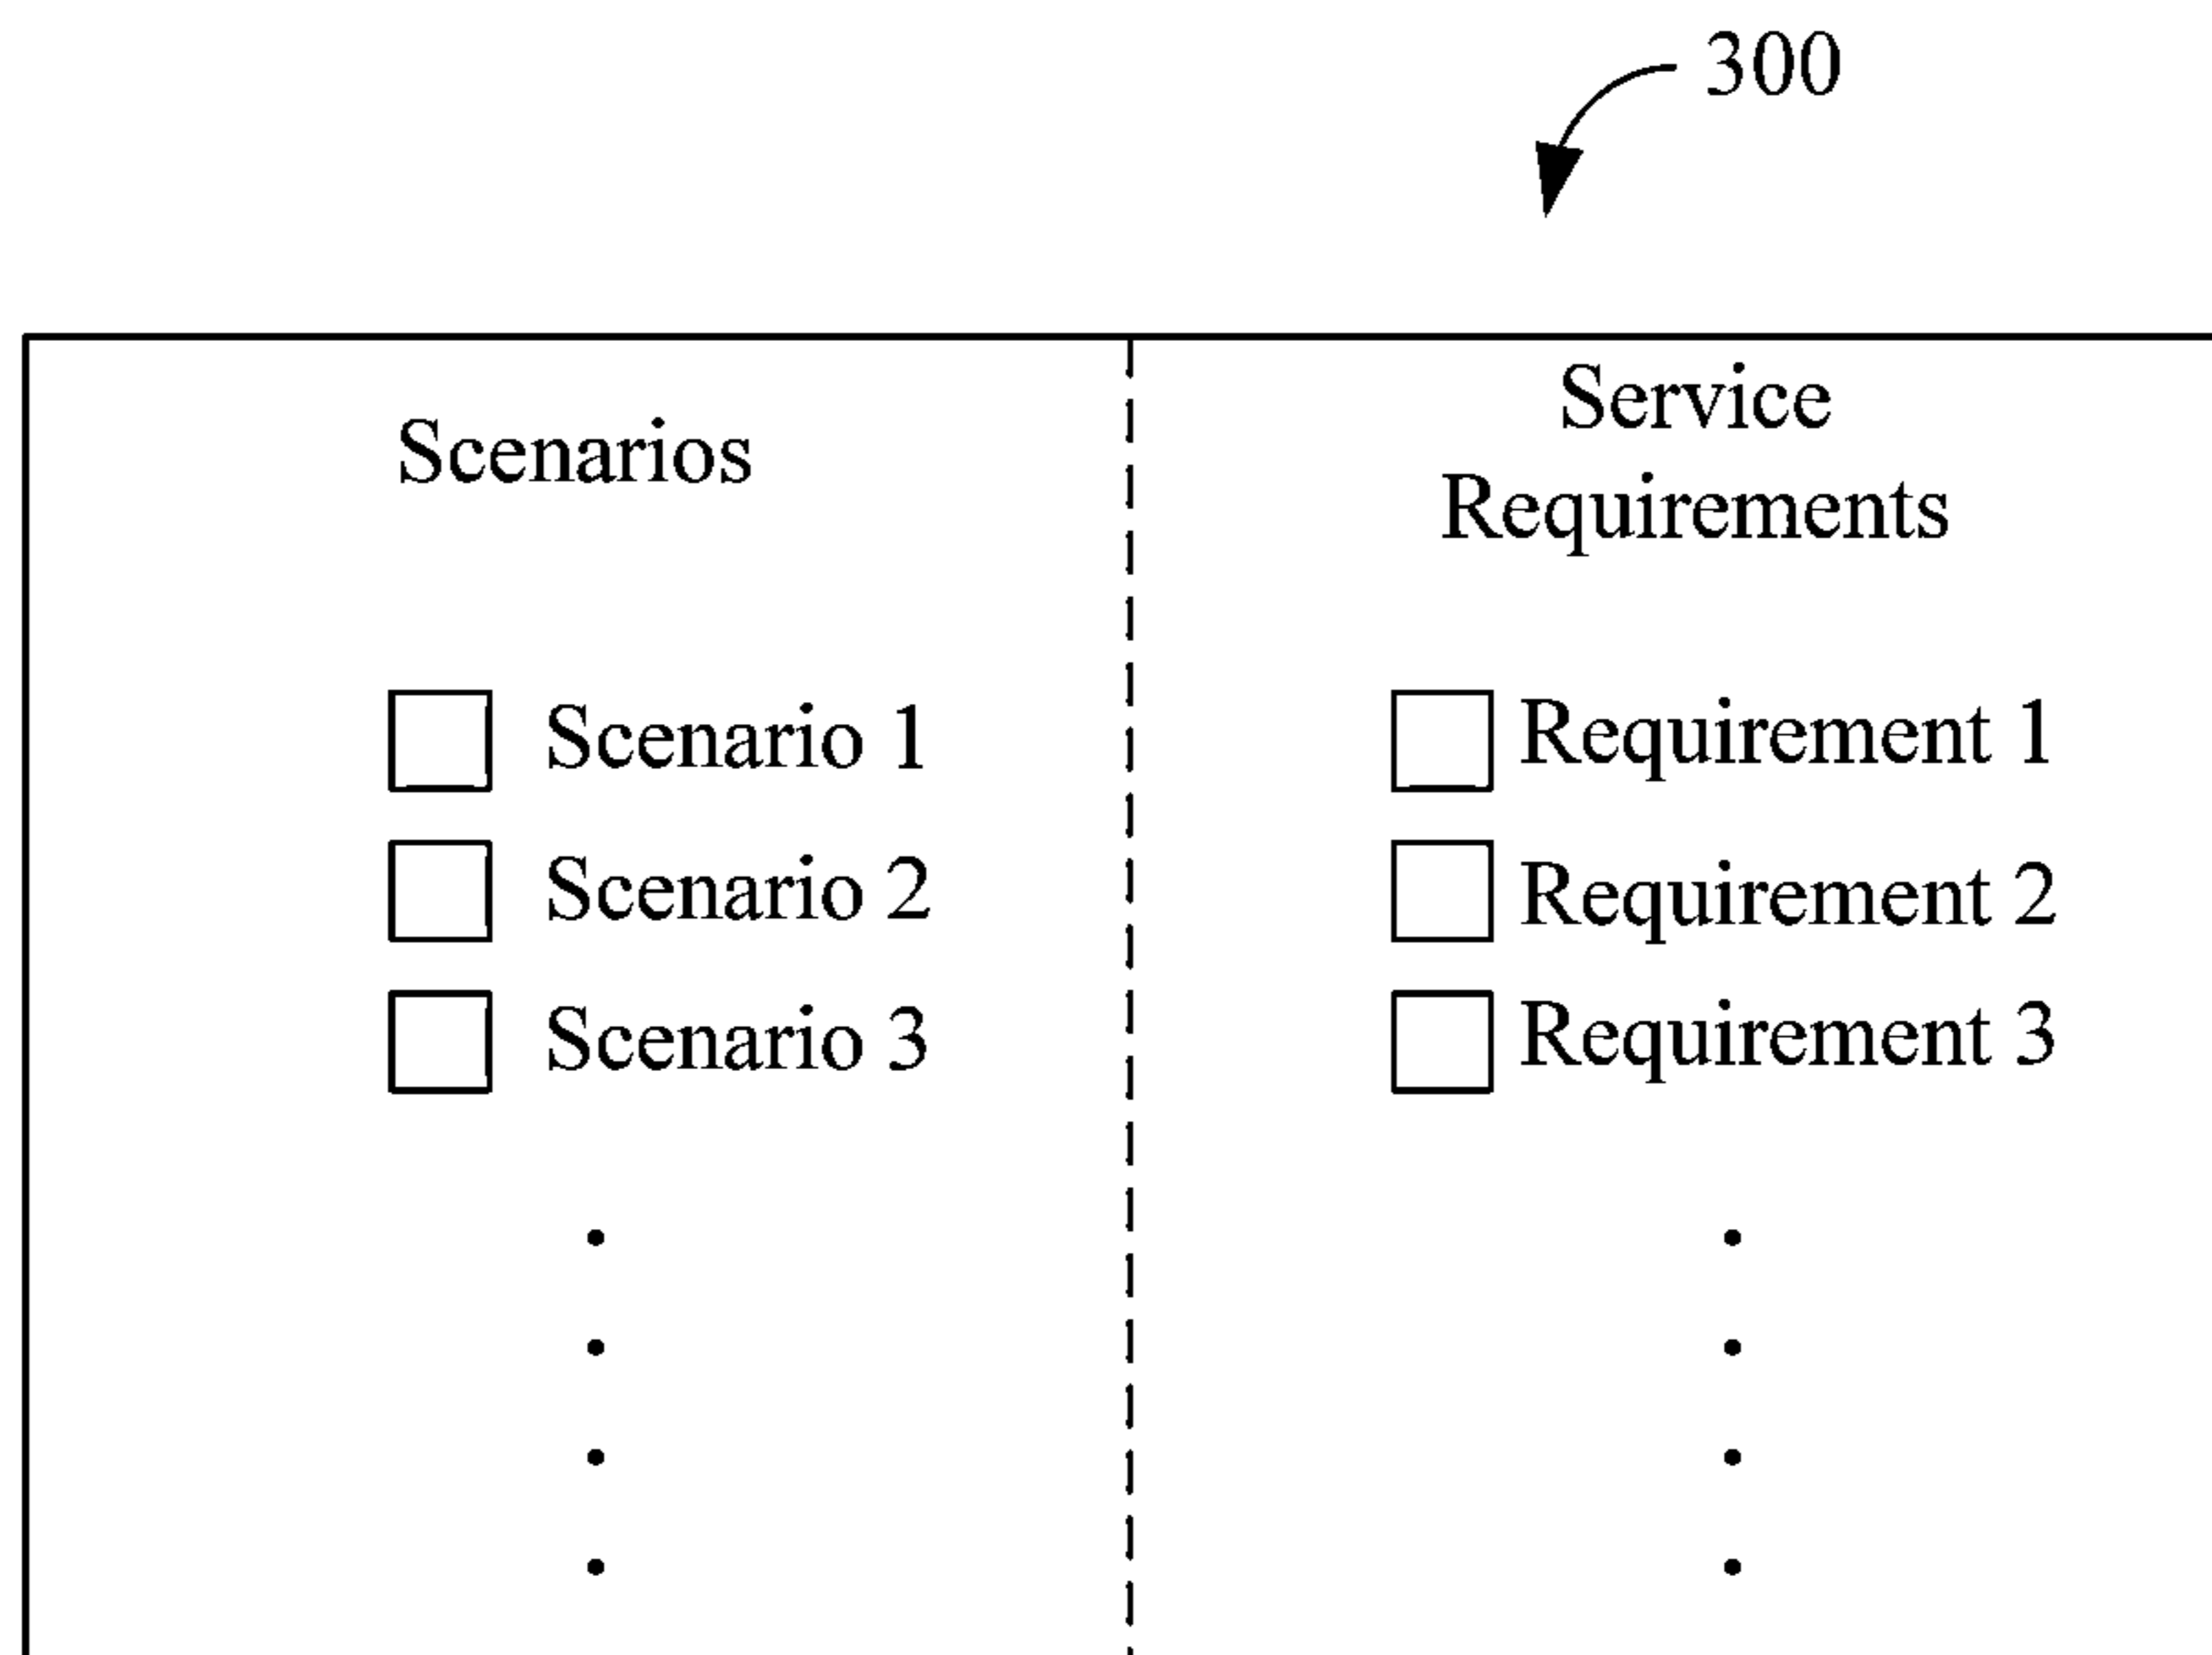 300
Scenarios
Scenario 1
Scenario 2
Scenario 3
Service
Requirements
Requirement 1
Requirement 2
Requirement 3